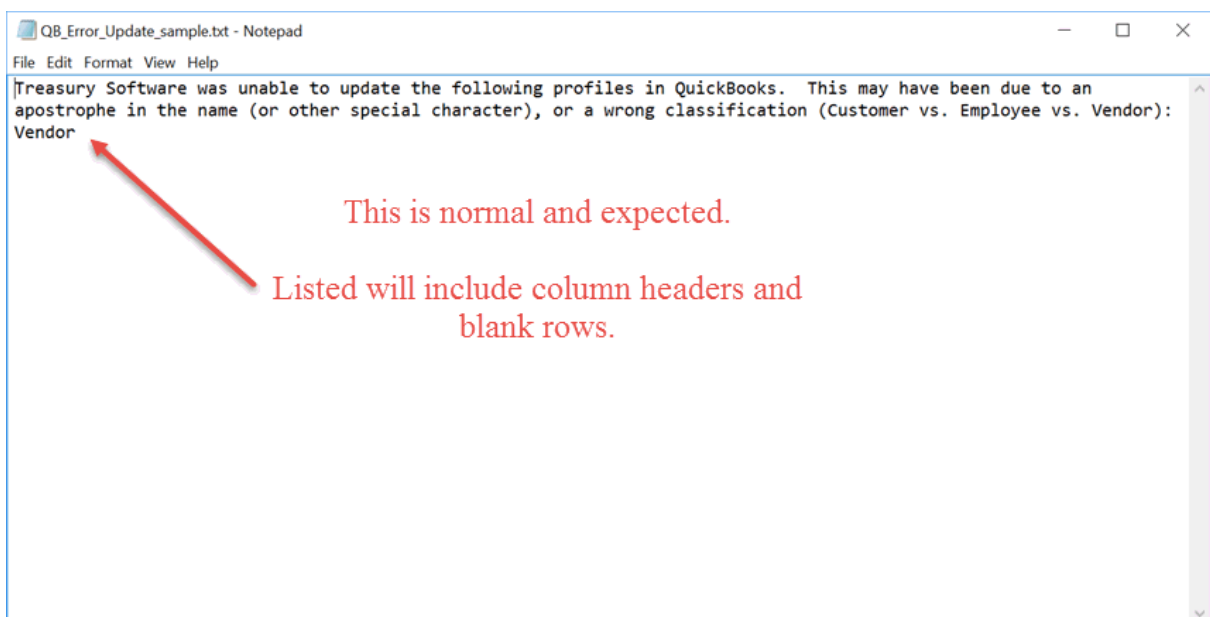 QB_Error_Update_sample.txt - Notepad
File Edit Format View Help
Treasury Software was unable to update the following profiles in QuickBooks.  This may have been due to an
apostrophe in the name (or other special character), or a wrong classification (Customer vs. Employee vs. Vendor):
Vendor
This is normal and expected.
Listed will include column headers and
blank rows.